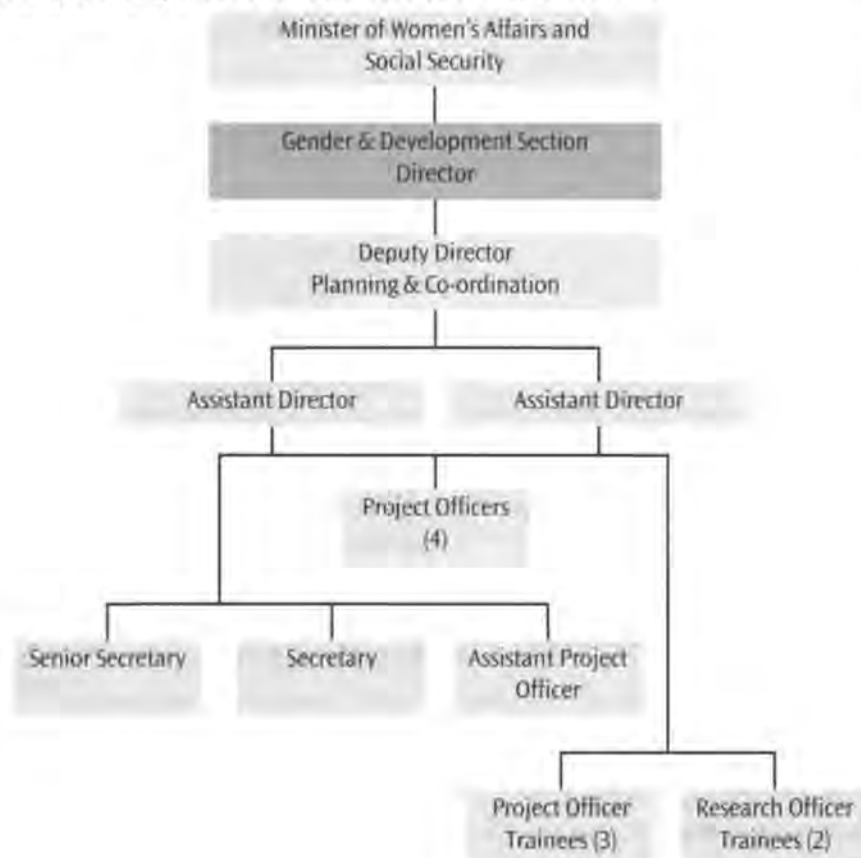 Minister of Women's Affairs and
Social Security
Gender & Development Section
Director
Deputy Director
Planning & Co-ordination
Assistant Director
Assistant Director
Project Officers
(4)
Senior Secretary
Secretary
Assistant Project
Officer
Project Officer
Trainees (3)
Research Officer
Trainees (2)